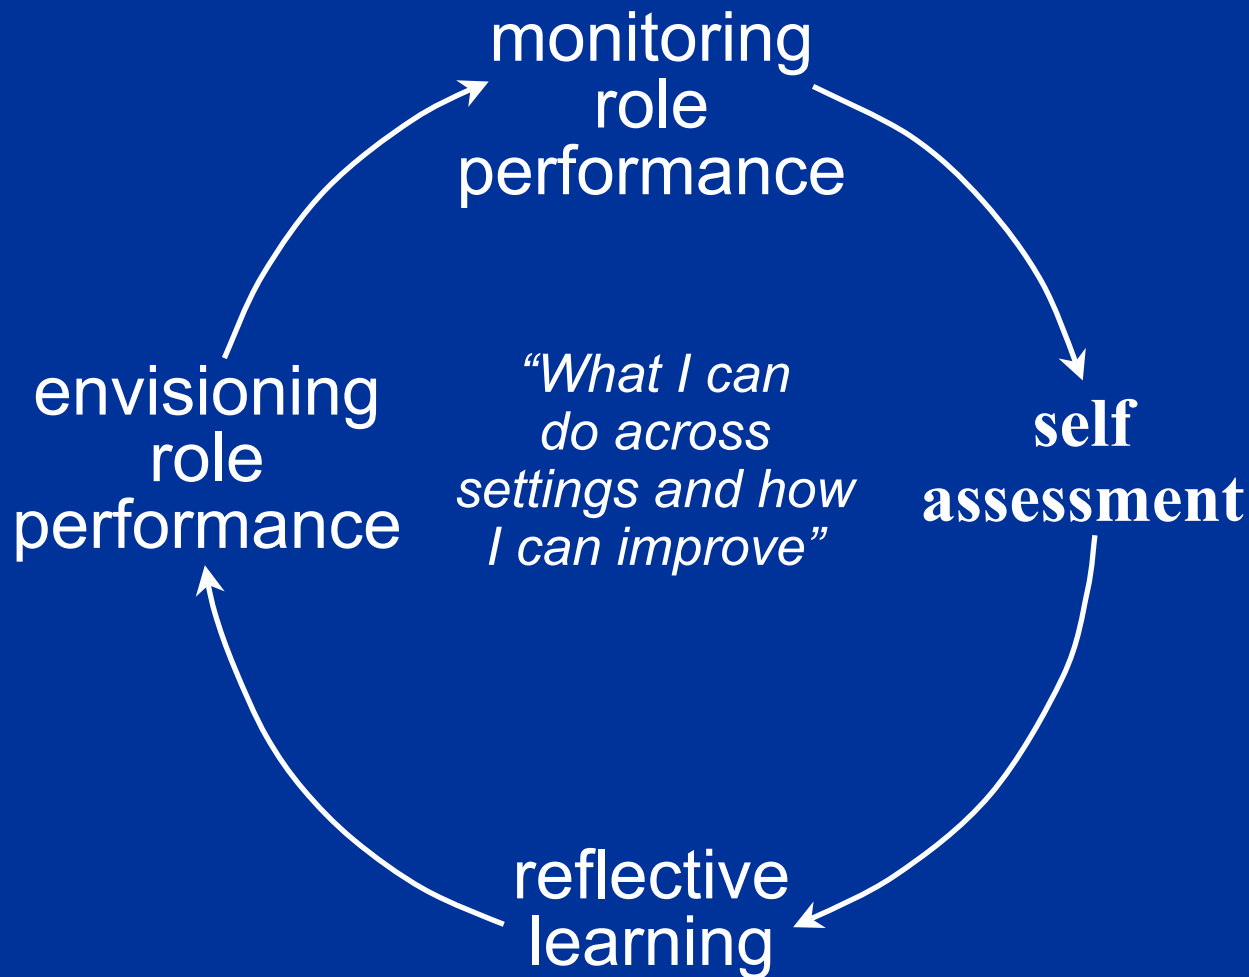 monitoring
role
performance
envisioning
role
performance
“What I can
do across
settings and how
I can improve”
self
assessment
reflective
learning